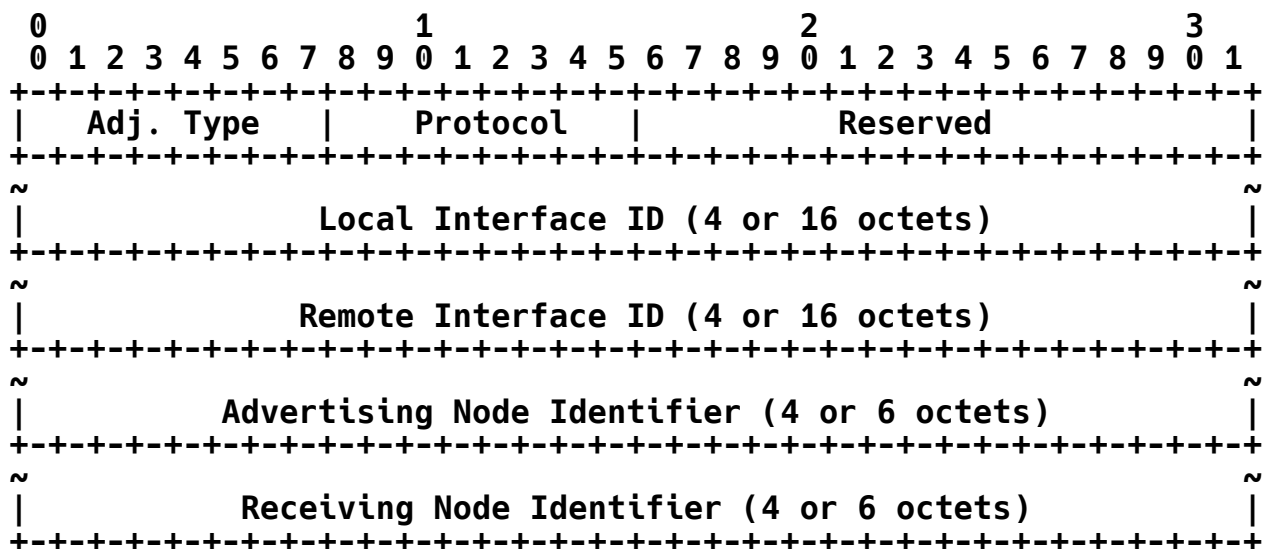 0                   1                   2                   3
 0 1 2 3 4 5 6 7 8 9 0 1 2 3 4 5 6 7 8 9 0 1 2 3 4 5 6 7 8 9 0 1
+-+-+-+-+-+-+-+-+-+-+-+-+-+-+-+-+-+-+-+-+-+-+-+-+-+-+-+-+-+-+-+-+
|   Adj. Type   |    Protocol   |          Reserved             |
+-+-+-+-+-+-+-+-+-+-+-+-+-+-+-+-+-+-+-+-+-+-+-+-+-+-+-+-+-+-+-+-+
~                                                               ~
|               Local Interface ID (4 or 16 octets)             |
+-+-+-+-+-+-+-+-+-+-+-+-+-+-+-+-+-+-+-+-+-+-+-+-+-+-+-+-+-+-+-+-+
~                                                               ~
|              Remote Interface ID (4 or 16 octets)             |
+-+-+-+-+-+-+-+-+-+-+-+-+-+-+-+-+-+-+-+-+-+-+-+-+-+-+-+-+-+-+-+-+
~                                                               ~
|          Advertising Node Identifier (4 or 6 octets)          |
+-+-+-+-+-+-+-+-+-+-+-+-+-+-+-+-+-+-+-+-+-+-+-+-+-+-+-+-+-+-+-+-+
~                                                               ~
|           Receiving Node Identifier (4 or 6 octets)           |
+-+-+-+-+-+-+-+-+-+-+-+-+-+-+-+-+-+-+-+-+-+-+-+-+-+-+-+-+-+-+-+-+